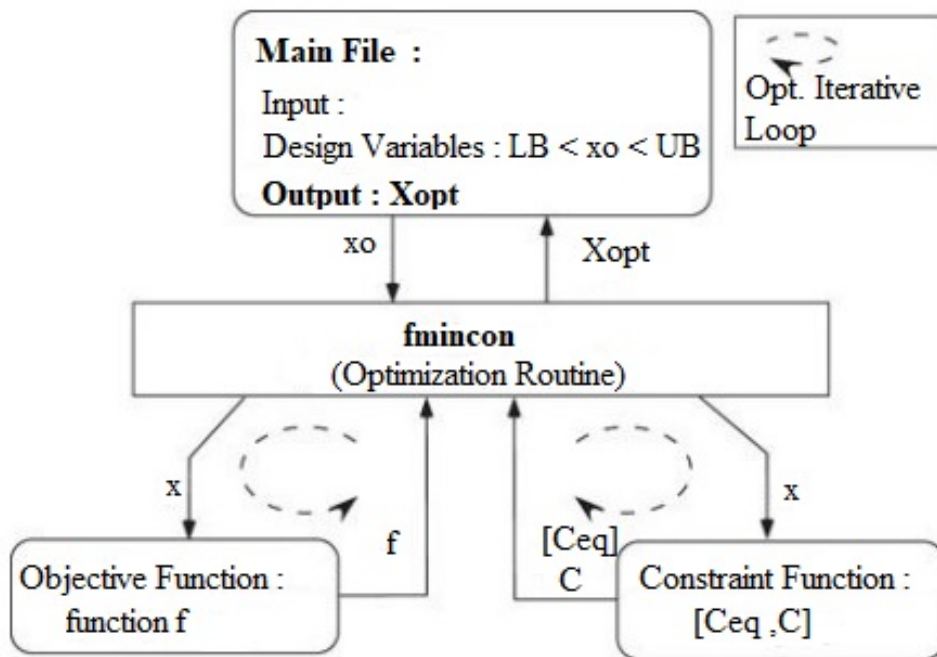 Main File :
Input :
Design Variables : LB < xo < UB
Output : Xopt
Opt. Iterative
Loop
xo
Xopt
fmincon
(Optimization Routine)
x
f
[Ceq]
C
x
Objective Function :
function f
Constraint Function :
[Ceq ,C]